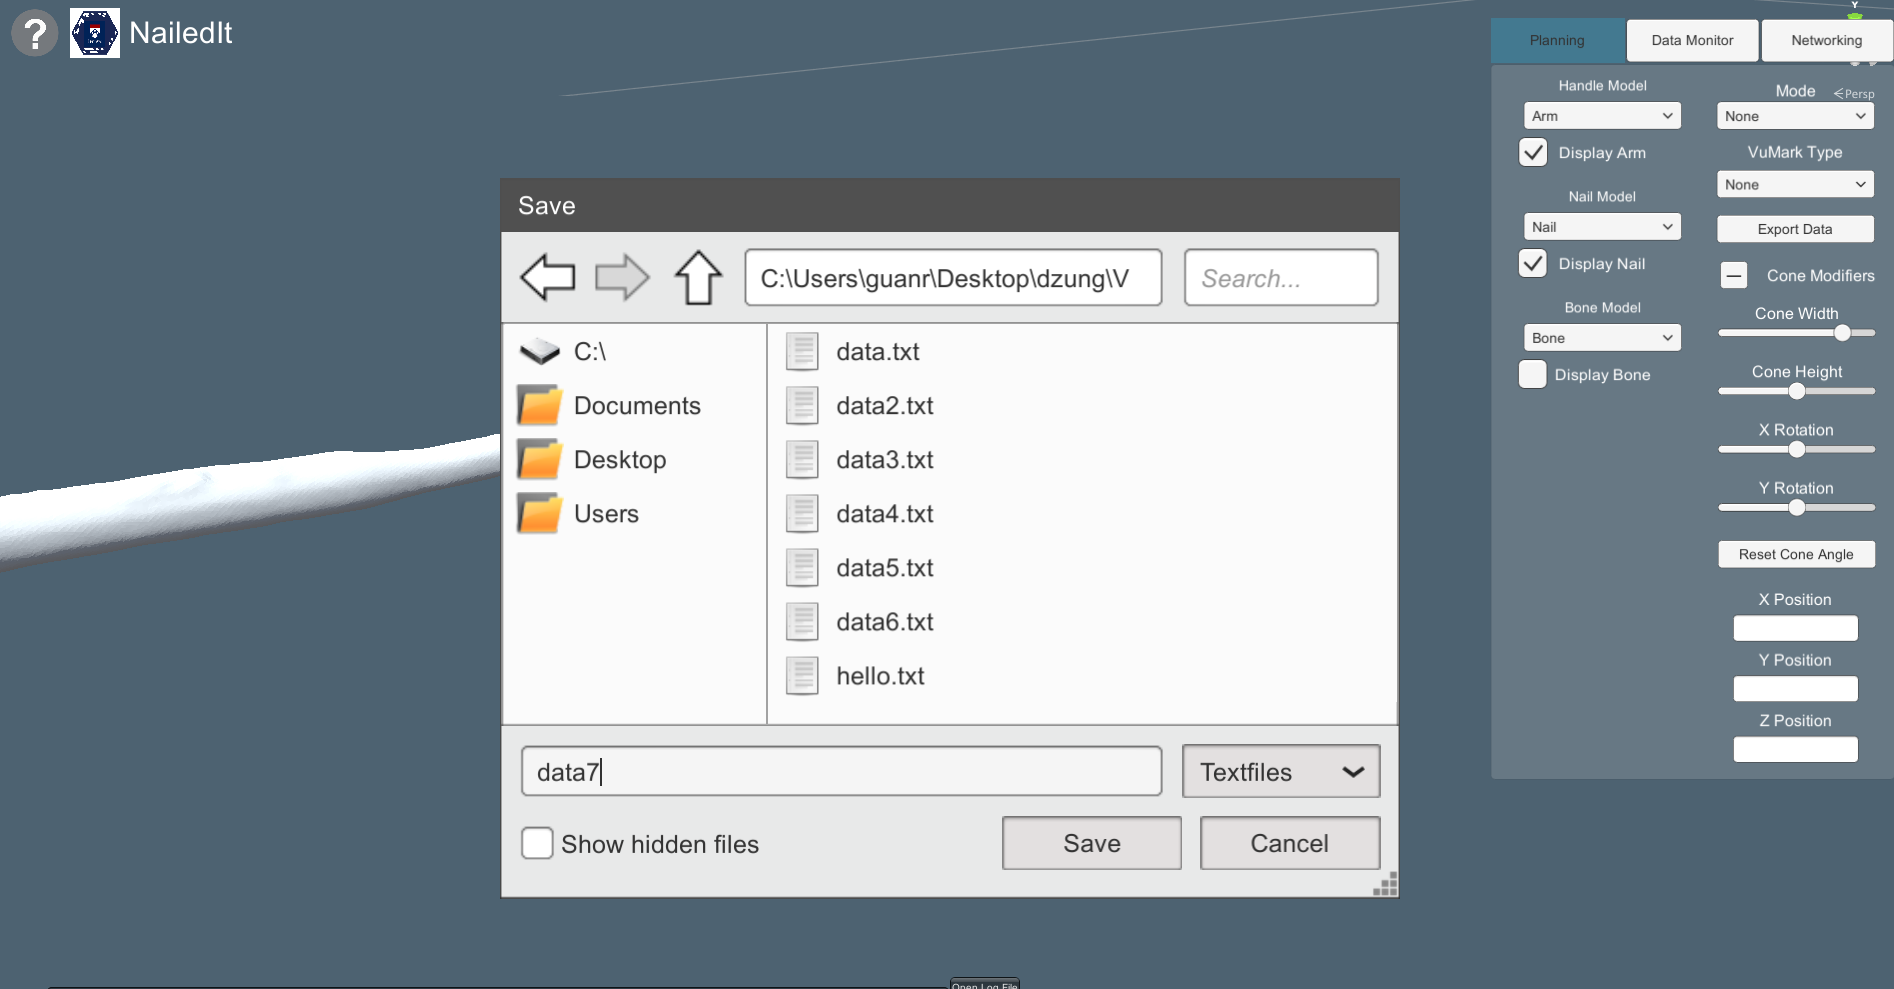 ?
NailedIt
Y
Planning
Data Monitor
Networking
Handle Model
Arm
Display Arm
Nail Model
Nail
Display Nail
Bone Model
Bone
Display Bone
Mode
<Persp
None
VuMark Type
None
Export Data
Cone Modifiers
Cone Width
Cone Height
X Rotation
Y Rotation
Reset Cone Angle
X Position
Y Position
Z Position
Save
C:\Users\guanr\Desktop\dzung\V
Search...
C:\
Documents
Desktop
Users
data.txt
data2.txt
data3.txt
data4.txt
data5.txt
data6.txt
hello.txt
data7
Textfiles
Show hidden files
Save
Cancel
Open Log File